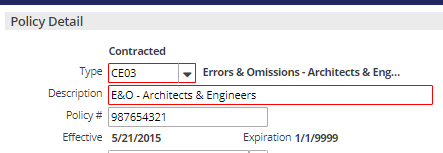 Policy Detail
Contracted
Type CE03 Errors & Omissions - Architects & Eng...
Description E&O - Architects & Engineers
Policy # 987654321
Effective 5/21/2015 Expiration 1/1/9999